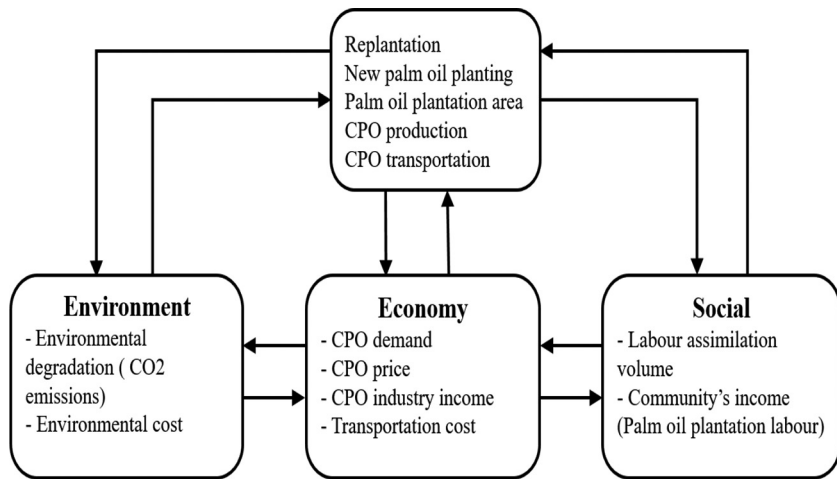 Replantation
New palm oil planting
Palm oil plantation area
CPO production
CPO transportation
Environment
- Environmental
degradation ( CO2
emissions)
- Environmental cost
Economy
- CPO demand
- CPO price
- CPO industry income
- Transportation cost
Social
- Labour assimilation
volume
- Community's income
(Palm oil plantation labour)